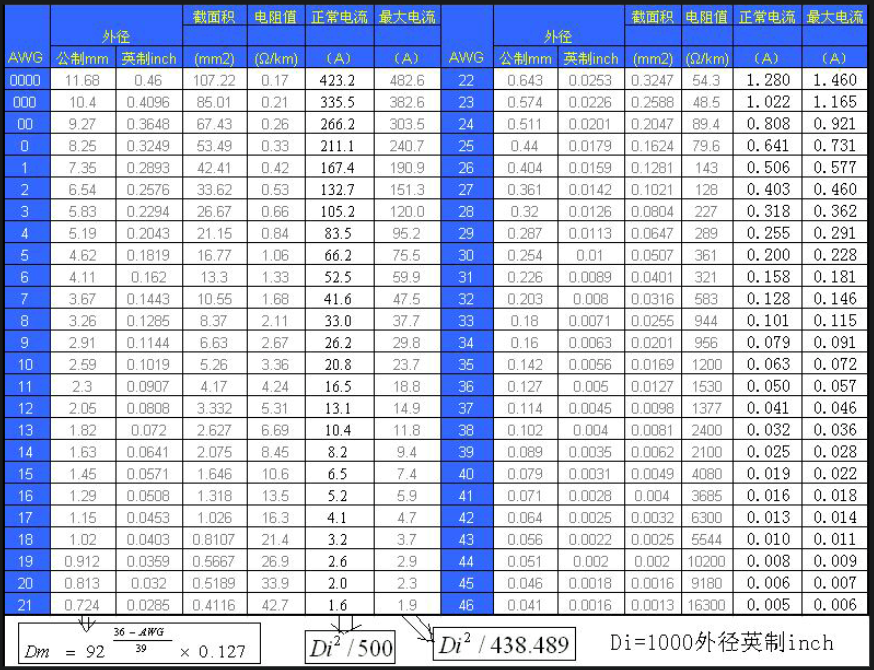 截面积 电阻值 正常电流 最大电流 截面积 电阻值 正常电流 最大电流
外径 外径
AWG 公制mm 英制inch (mm2) (Ω/km) (A) (A) AWG 公制mm 英制inch (mm2) (Ω/km) (A) (A)
0000 11.68 0.46 107.22 0.17 423.2 482.6 22 0.643 0.0253 0.3247 54.3 1.280 1.460
000 10.4 0.4096 85.01 0.21 335.5 382.6 23 0.574 0.0226 0.2588 48.5 1.022 1.165
00 9.27 0.3648 67.43 0.26 266.2 303.5 24 0.511 0.0201 0.2047 89.4 0.808 0.921
0 8.25 0.3249 53.49 0.33 211.1 240.7 25 0.44 0.0179 0.1624 79.6 0.641 0.731
1 7.35 0.2893 42.41 0.42 167.4 190.9 26 0.404 0.0159 0.1281 143 0.506 0.577
2 6.54 0.2576 33.62 0.53 132.7 151.3 27 0.361 0.0142 0.1021 128 0.403 0.460
3 5.83 0.2294 26.67 0.66 105.2 120.0 28 0.32 0.0126 0.0804 227 0.318 0.362
4 5.19 0.2043 21.15 0.84 83.5 95.2 29 0.287 0.0113 0.0647 289 0.255 0.291
5 4.62 0.1819 16.77 1.06 66.2 75.5 30 0.254 0.01 0.0507 361 0.200 0.228
6 4.11 0.162 13.3 1.33 52.5 59.9 31 0.226 0.0089 0.0401 321 0.158 0.181
7 3.67 0.1443 10.55 1.68 41.6 47.5 32 0.203 0.008 0.0316 583 0.128 0.146
8 3.26 0.1285 8.37 2.11 33.0 37.7 33 0.18 0.0071 0.0255 944 0.101 0.115
9 2.91 0.1144 6.63 2.67 26.2 29.8 34 0.16 0.0063 0.0201 956 0.079 0.091
10 2.59 0.1019 5.26 3.36 20.8 23.7 35 0.142 0.0056 0.0169 1200 0.063 0.072
11 2.3 0.0907 4.17 4.24 16.5 18.8 36 0.127 0.005 0.0127 1530 0.050 0.057
12 2.05 0.0808 3.332 5.31 13.1 14.9 37 0.114 0.0045 0.0098 1377 0.041 0.046
13 1.82 0.072 2.627 6.69 10.4 11.8 38 0.102 0.004 0.0081 2400 0.032 0.036
14 1.63 0.0641 2.075 8.45 8.2 9.4 39 0.089 0.0035 0.0062 2100 0.025 0.028
15 1.45 0.0571 1.646 10.6 6.5 7.4 40 0.079 0.0031 0.0049 4080 0.019 0.022
16 1.29 0.0508 1.318 13.5 5.2 5.9 41 0.071 0.0028 0.004 3685 0.016 0.018
17 1.15 0.0453 1.026 16.3 4.1 4.7 42 0.064 0.0025 0.0032 6300 0.013 0.014
18 1.02 0.0403 0.8107 21.4 3.2 3.7 43 0.056 0.0022 0.0025 5544 0.010 0.011
19 0.912 0.0359 0.5667 26.9 2.6 2.9 44 0.051 0.002 0.002 10200 0.008 0.009
20 0.813 0.032 0.5189 33.9 2.0 2.3 45 0.046 0.0018 0.0016 9180 0.006 0.007
21 0.724 0.0285 0.4116 42.7 1.6 1.9 46 0.041 0.0016 0.0013 16300 0.005 0.006
Dm = 92^((36 - AWG)/39) × 0.127 Di²/500 Di²/438.489 Di=1000外径英制inch